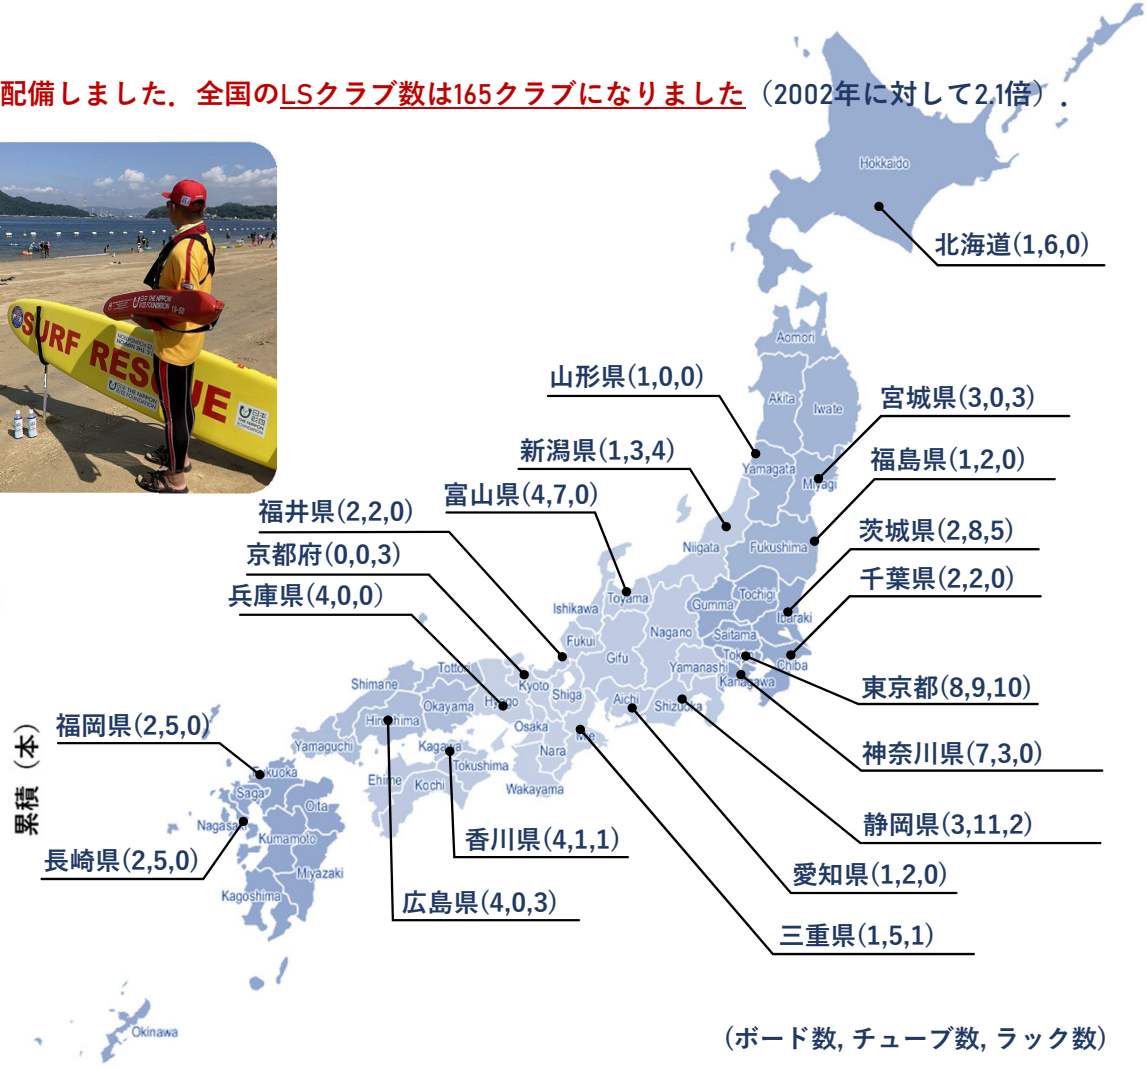 配備しました．全国のLSクラブ数は165クラブになりました（2002年に対して2.1倍）．
Hokkaido
北海道(1,6,0)
SURF RESCUE
THE NIPPON FOUNDATION
Aomori
山形県(1,0,0)
Akita
Iwate
宮城県(3,0,3)
新潟県(1,3,4)
Yamagata
Miyagi
福島県(1,2,0)
富山県(4,7,0)
福井県(2,2,0)
Niigata
Fukushima
茨城県(2,8,5)
京都府(0,0,3)
千葉県(2,2,0)
兵庫県(4,0,0)
Ishikawa
Toyama
Gumma
Tochigi
Ibaraki
Fukui
Nagano
Saitama
Gifu
Tokyo
Chiba
Yamanashi
Kanagawa
東京都(8,9,10)
Tottori
Shimane
Kyoto
Shiga
Hyogo
Okayama
Aichi
Shizuoka
福岡県(2,5,0)
Hiroshima
Osaka
Mie
神奈川県(7,3,0)
Yamaguchi
Kagawa
Nara
Tokushima
Fukuoka
Ehime
Kochi
Wakayama
Saga
Oita
累積（本）
Nagasaki
Kumamoto
静岡県(3,11,2)
香川県(4,1,1)
長崎県(2,5,0)
Miyazaki
愛知県(1,2,0)
Kagoshima
広島県(4,0,3)
三重県(1,5,1)
Okinawa
(ボード数, チューブ数, ラック数)